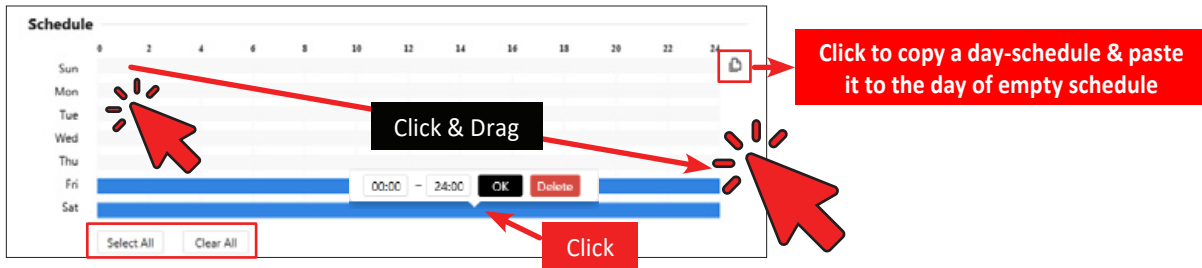 Schedule
0 2 4 6 8 10 12 14 16 18 20 22 24
Sun
Click to copy a day-schedule & paste
it to the day of empty schedule
Mon
Tue
Click & Drag
Wed
Thu
Fri
00:00 – 24:00 OK Delete
Sat
Select All Clear All
Click